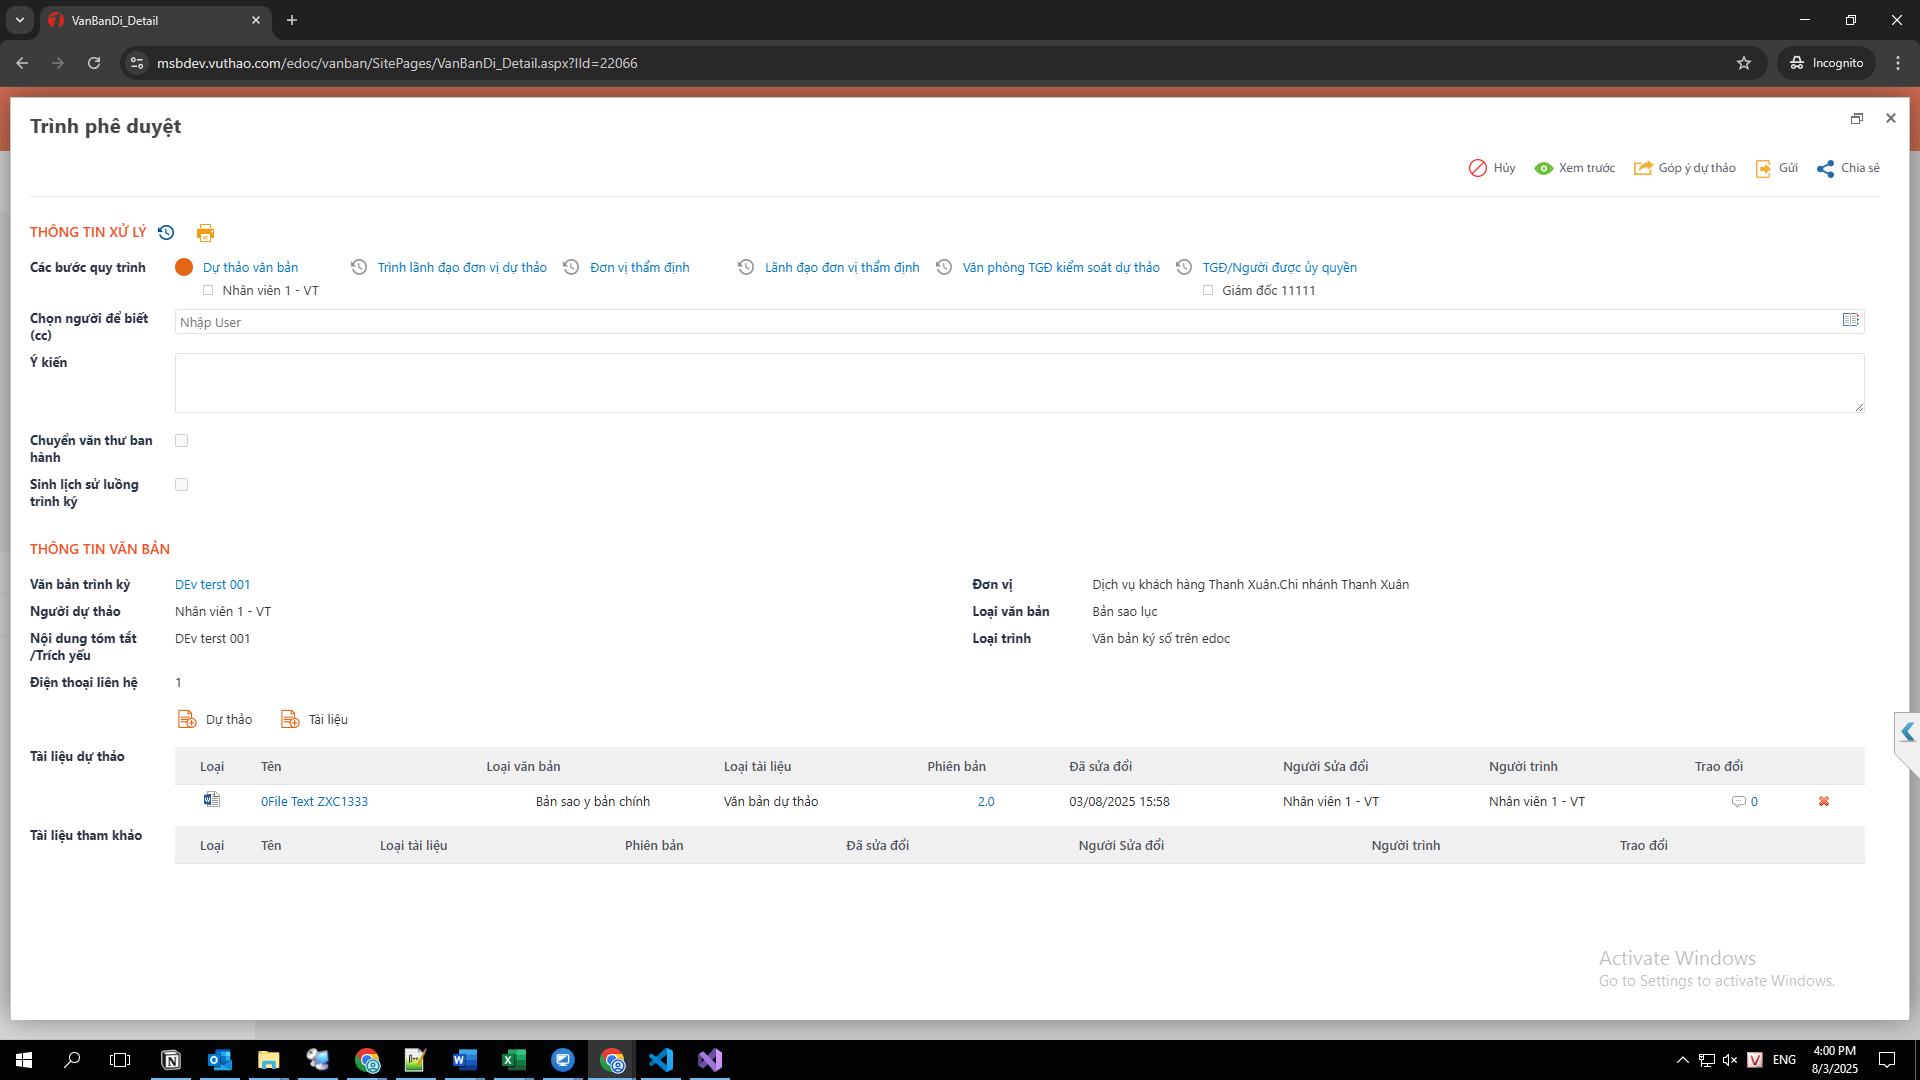 VanBanDi_Detail
msbdev.vuthao.com/edoc/vanban/SitePages/VanBanDi_Detail.aspx?IId=22066
Incognito
Trình phê duyệt
Hủy Xem trước Góp ý dự thảo Gửi Chia sẻ
THÔNG TIN XỬ LÝ
Các bước quy trình Dự thảo văn bản Trình lãnh đạo đơn vị dự thảo Đơn vị thẩm định Lãnh đạo đơn vị thẩm định Văn phòng TGĐ kiểm soát dự thảo TGĐ/Người được ủy quyền
Nhân viên 1 - VT Giám đốc 11111
Chọn người để biết
(cc)
Nhập User
Ý kiến
Chuyển văn thư ban
hành
Sinh lịch sử luồng
trình ký
THÔNG TIN VĂN BẢN
Văn bản trình kỳ DEv terst 001 Đơn vị Dịch vụ khách hàng Thanh Xuân.Chi nhánh Thanh Xuân
Người dự thảo Nhân viên 1 - VT Loại văn bản Bản sao lục
Nội dung tóm tắt
/Trích yếu
DEv terst 001 Loại trình Văn bản ký số trên edoc
Điện thoại liên hệ 1
Dự thảo Tài liệu
Tài liệu dự thảo
Loại Tên Loại văn bản Loại tài liệu Phiên bản Đã sửa đổi Người Sửa đổi Người trình Trao đổi
0File Text ZXC1333 Bản sao y bản chính Văn bản dự thảo 2.0 03/08/2025 15:58 Nhân viên 1 - VT Nhân viên 1 - VT 0
Tài liệu tham khảo
Loại Tên Loại tài liệu Phiên bản Đã sửa đổi Người Sửa đổi Người trình Trao đổi
Activate Windows
Go to Settings to activate Windows.
ENG
4:00 PM
8/3/2025